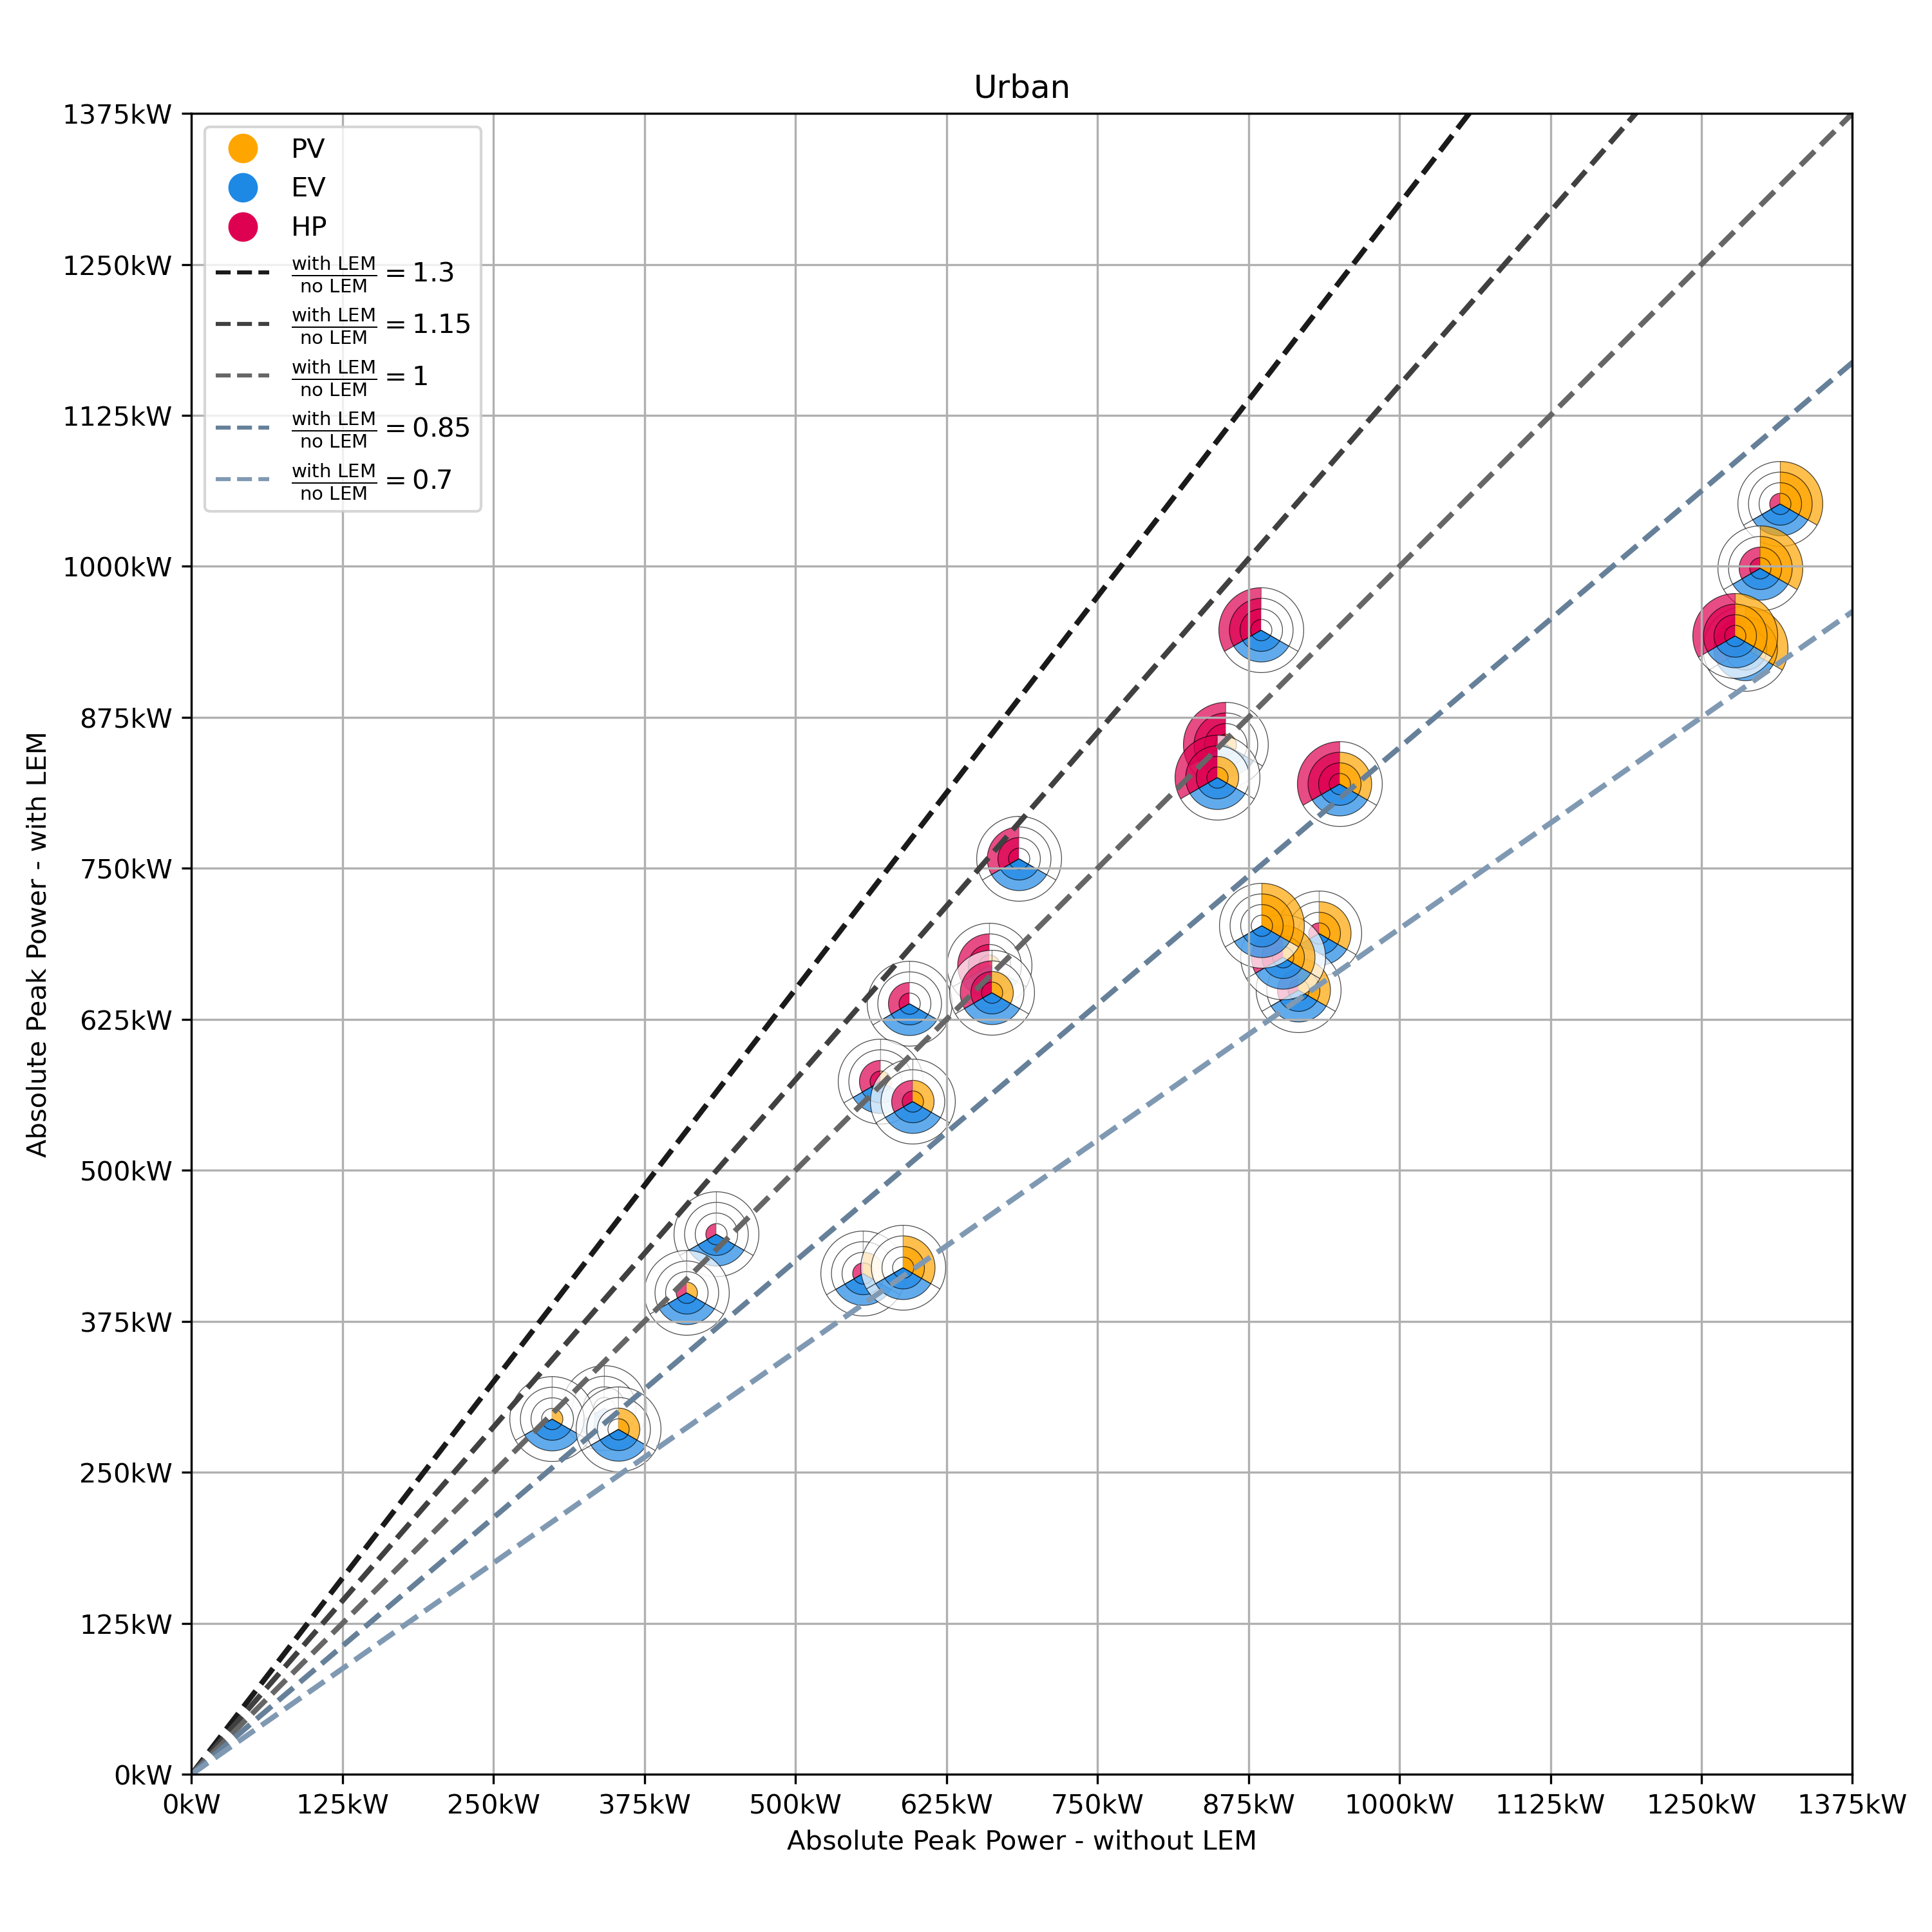 Urban
1375kW
1250kW
1125kW
1000kW
875kW
750kW
625kW
500kW
375kW
250kW
125kW
0kW
Absolute Peak Power - with LEM
PV
EV
HP
with LEM
no LEM
= 1.3
with LEM
no LEM
= 1.15
with LEM
no LEM
= 1
with LEM
no LEM
= 0.85
with LEM
no LEM
= 0.7
0kW 125kW 250kW 375kW 500kW 625kW 750kW 875kW 1000kW 1125kW 1250kW 1375kW
Absolute Peak Power - without LEM